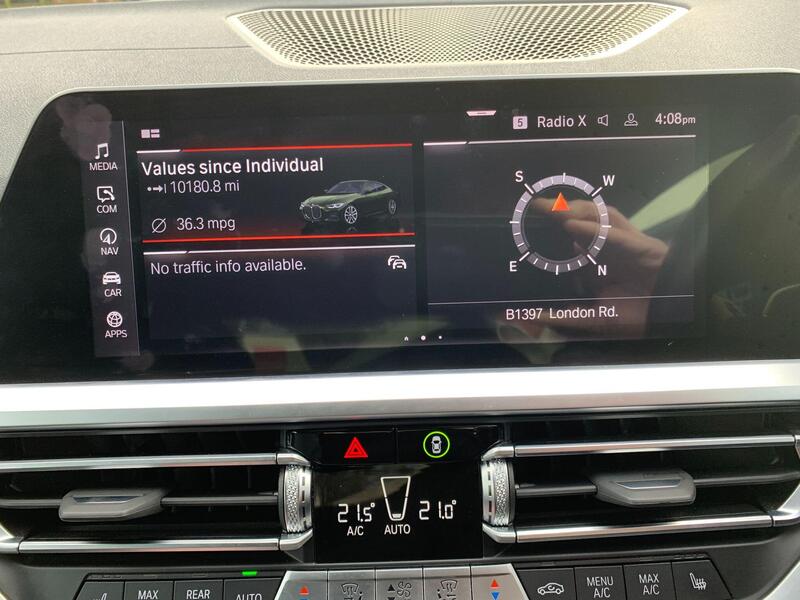 5 Radio X 4:08pm
MEDIA
COM
NAV
CAR
APPS
Values since Individual
10180.8 mi
36.3 mpg
No traffic info available.
S W
E N
B1397 London Rd.
21.5° 21.0°
A/C AUTO
MAX
REAR
AUTO
MENU
A/C
MAX
A/C